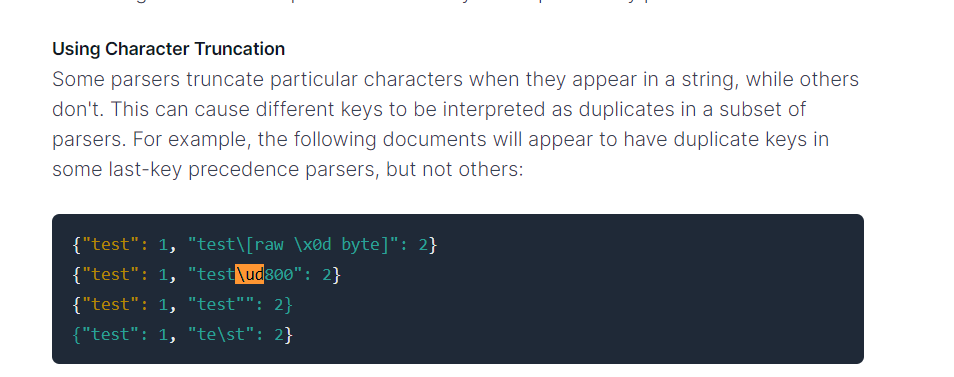 Using Character Truncation
Some parsers truncate particular characters when they appear in a string, while others
don't. This can cause different keys to be interpreted as duplicates in a subset of
parsers. For example, the following documents will appear to have duplicate keys in
some last-key precedence parsers, but not others:
{"test": 1, "test\[raw \x0d byte]": 2}
{"test": 1, "test\ud800": 2}
{"test": 1, "test"": 2}
{"test": 1, "te\st": 2}